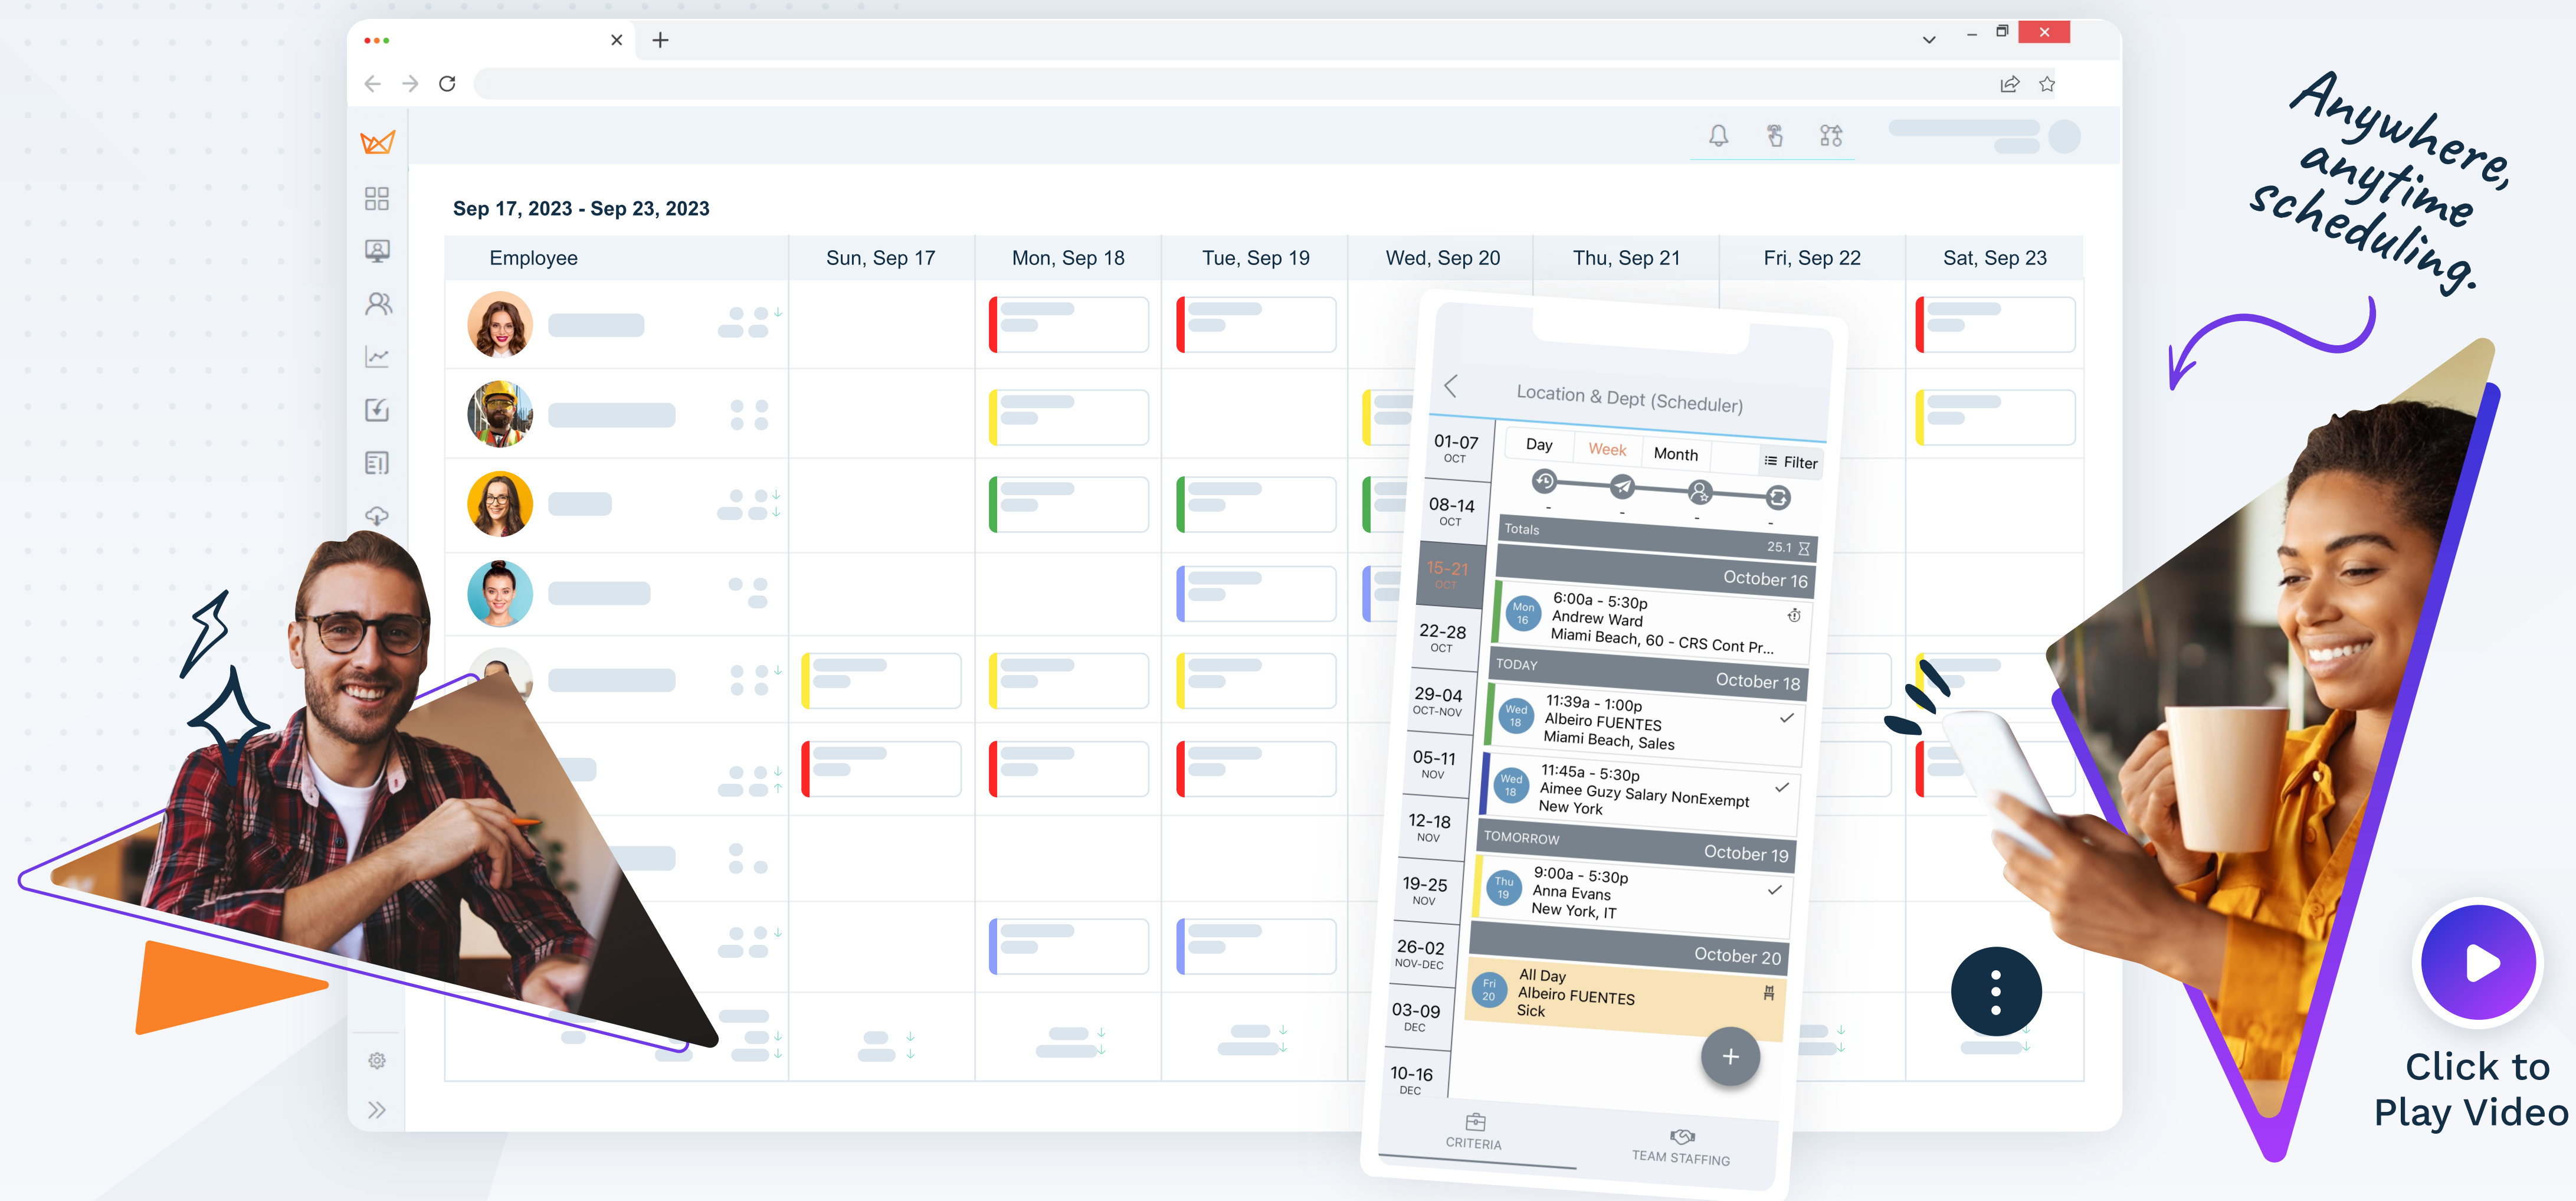 Anywhere,
anytime
scheduling.
Sep 17, 2023 - Sep 23, 2023
Employee
Sun, Sep 17
Mon, Sep 18
Tue, Sep 19
Wed, Sep 20
Thu, Sep 21
Fri, Sep 22
Sat, Sep 23
Location & Dept (Scheduler)
Day
Week
Month
Filter
01-07
OCT
08-14
OCT
15-21
OCT
22-28
OCT
29-04
OCT-NOV
05-11
NOV
12-18
NOV
19-25
NOV
26-02
NOV-DEC
03-09
DEC
10-16
DEC
- - - -
Totals
25.1
October 16
Mon
16
6:00a - 5:30p
Andrew Ward
Miami Beach, 60 - CRS Cont Pr...
TODAY
October 18
Wed
18
11:39a - 1:00p
Albeiro FUENTES
Miami Beach, Sales
Wed
18
11:45a - 5:30p
Aimee Guzy Salary NonExempt
New York
TOMORROW
October 19
Thu
19
9:00a - 5:30p
Anna Evans
New York, IT
October 20
Fri
20
All Day
Albeiro FUENTES
Sick
CRITERIA
TEAM STAFFING
Click to
Play Video